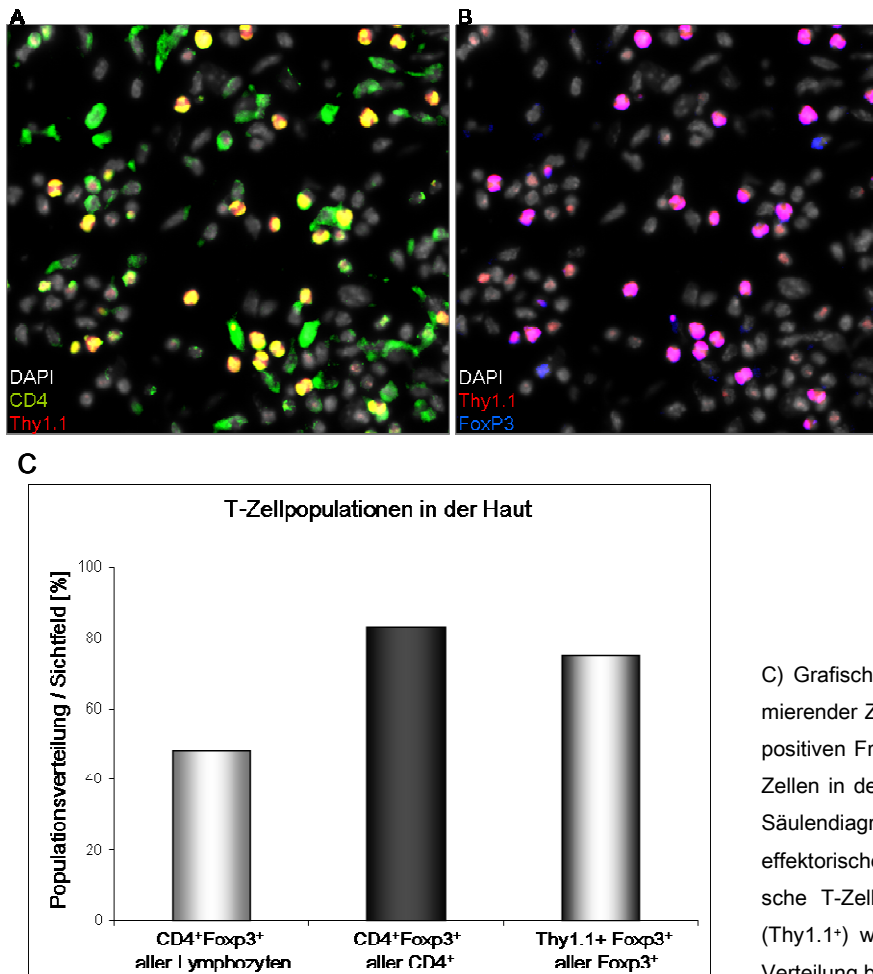 A
B
DAPI
CD4
Thy1.1
DAPI
Thy1.1
FoxP3
C
T-Zellpopulationen in der Haut
Populationsverteilung / Sichtfeld [%]
100
80
60
40
20
0
CD4⁺Foxp3⁺
aller Lymphozyten
CD4⁺Foxp3⁺
aller CD4⁺
Thy1.1+ Foxp3⁺
aller Foxp3⁺
C) Grafisch
mierender Z
positiven Fr
Zellen in de
Säulendiagr
effektorische
sche T-Zell
(Thy1.1⁺) w